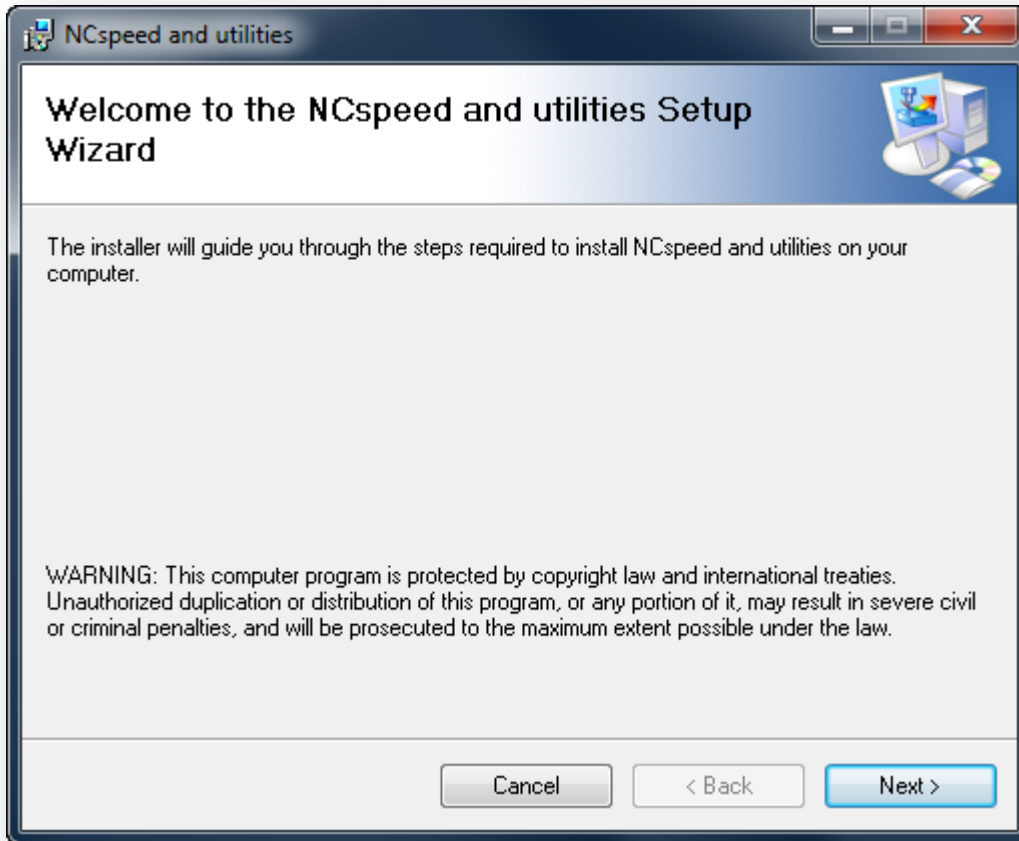 NCspeed and utilities
Welcome to the NCspeed and utilities Setup
Wizard
The installer will guide you through the steps required to install NCspeed and utilities on your
computer.
WARNING: This computer program is protected by copyright law and international treaties.
Unauthorized duplication or distribution of this program, or any portion of it, may result in severe civil
or criminal penalties, and will be prosecuted to the maximum extent possible under the law.
Cancel
< Back
Next >